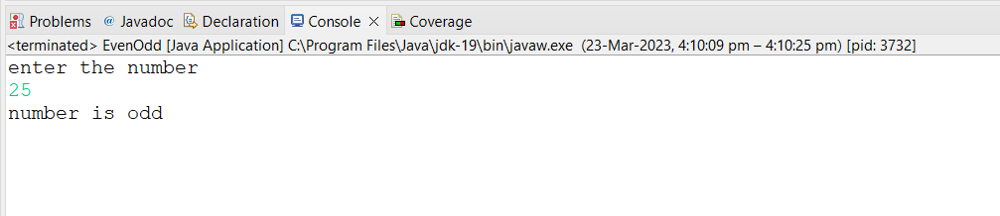 Problems @ Javadoc Declaration Console Coverage
<terminated> EvenOdd [Java Application] C:\Program Files\Java\jdk-19\bin\javaw.exe (23-Mar-2023, 4:10:09 pm – 4:10:25 pm) [pid: 3732]
enter the number
25
number is odd